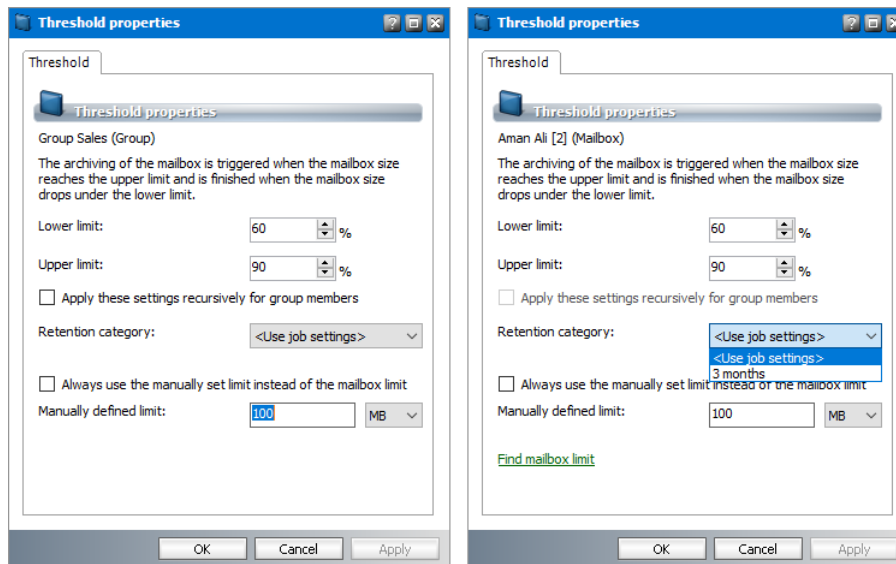 Threshold properties
Threshold
Threshold properties
Group Sales (Group)
The archiving of the mailbox is triggered when the mailbox size
reaches the upper limit and is finished when the mailbox size
drops under the lower limit.
Lower limit:
60
%
Upper limit:
90
%
Apply these settings recursively for group members
Retention category:
<Use job settings>
Always use the manually set limit instead of the mailbox limit
Manually defined limit:
100
MB
OK
Cancel
Apply
Threshold properties
Threshold
Threshold properties
Aman Ali [2] (Mailbox)
The archiving of the mailbox is triggered when the mailbox size
reaches the upper limit and is finished when the mailbox size
drops under the lower limit.
Lower limit:
60
%
Upper limit:
90
%
Apply these settings recursively for group members
Retention category:
<Use job settings>
<Use job settings>
3 months
Always use the manually set limit instead of the mailbox limit
Manually defined limit:
100
MB
Find mailbox limit
OK
Cancel
Apply